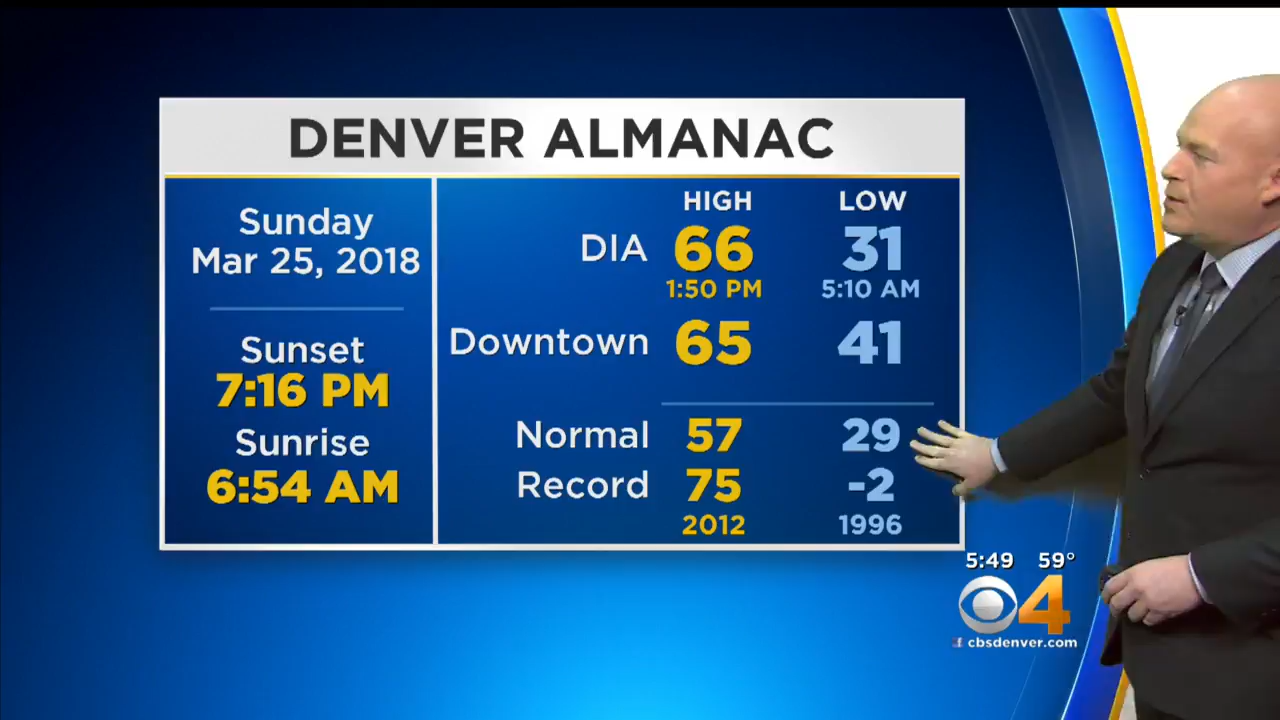 DENVER ALMANAC
Sunday
Mar 25, 2018
Sunset
7:16 PM
Sunrise
6:54 AM
HIGH LOW
DIA 66 31
1:50 PM 5:10 AM
Downtown 65 41
Normal 57 29
Record 75 -2
2012 1996
5:49 59°
4
f cbsdenver.com